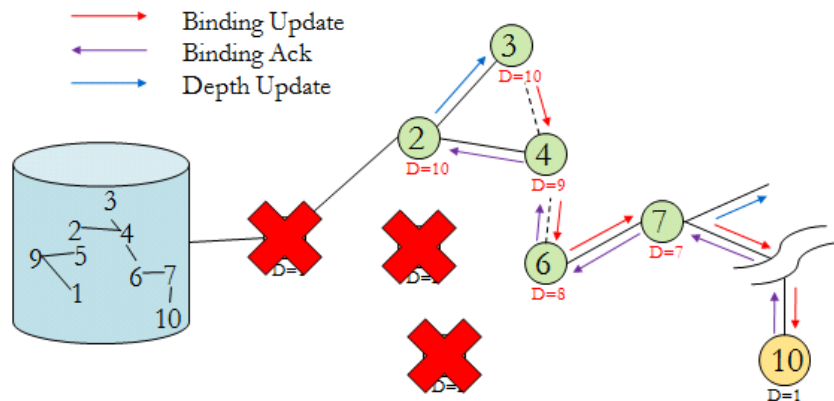 Binding Update
Binding Ack
Depth Update
3
D=10
2
D=10
4
D=9
7
D=7
6
D=8
10
D=1
3
2 4
9 5
6 7
1
10